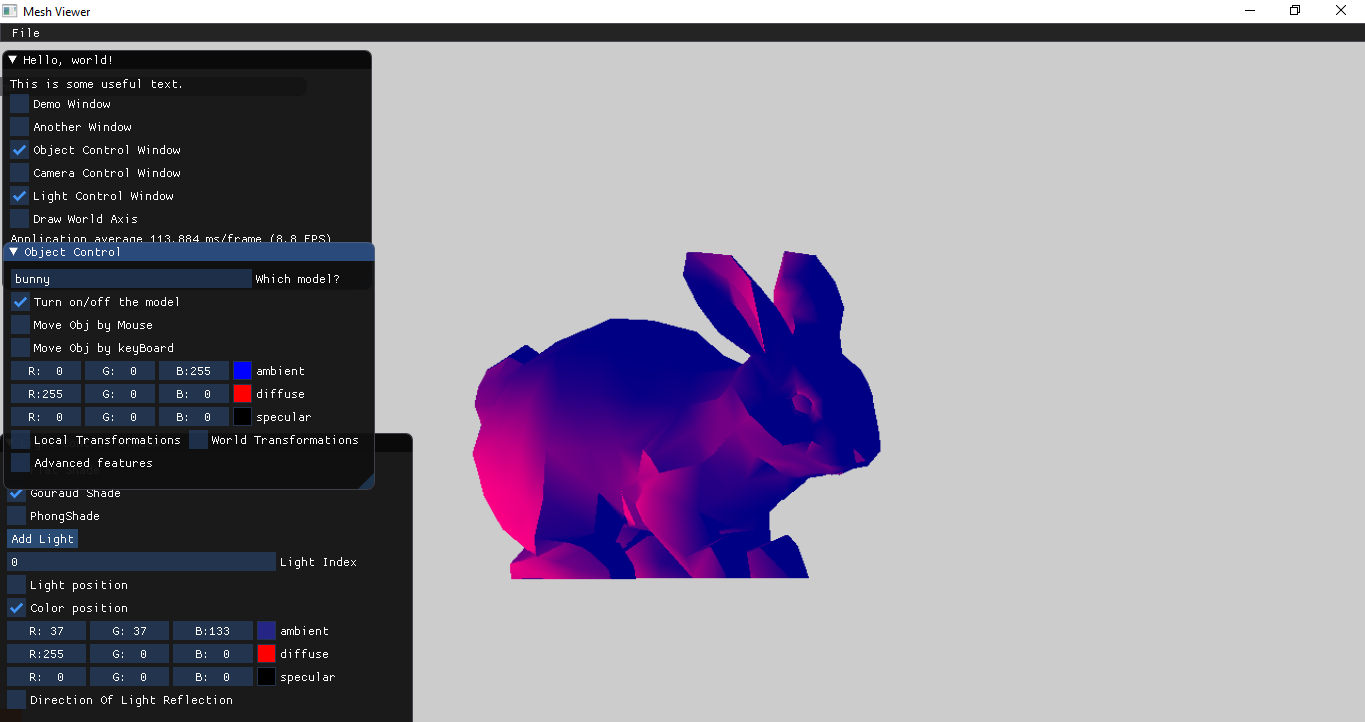 Mesh Viewer
File
Hello, world!
This is some useful text.
Demo Window
Another Window
Object Control Window
Camera Control Window
Light Control Window
Draw World Axis
Application average 113.884 ms/frame (8.8 FPS)
Object Control
bunny Which model?
Turn on/off the model
Move Obj by Mouse
Move Obj by keyBoard
R: 0 G: 0 B:255 ambient
R:255 G: 0 B: 0 diffuse
R: 0 G: 0 B: 0 specular
Local Transformations World Transformations
Advanced features
Gouraud Shade
PhongShade
Add Light
0 Light Index
Light position
Color position
R: 37 G: 37 B:133 ambient
R:255 G: 0 B: 0 diffuse
R: 0 G: 0 B: 0 specular
Direction Of Light Reflection